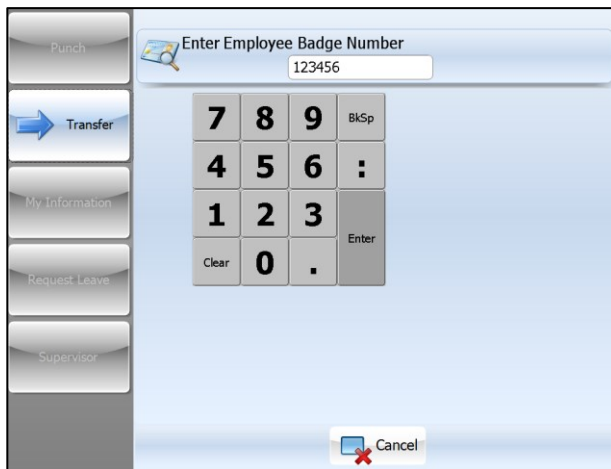 Punch
Transfer
My Information
Request Leave
Supervisor
Enter Employee Badge Number
123456
7 8 9 BkSp
4 5 6 :
1 2 3
Enter
Clear 0 .
Cancel